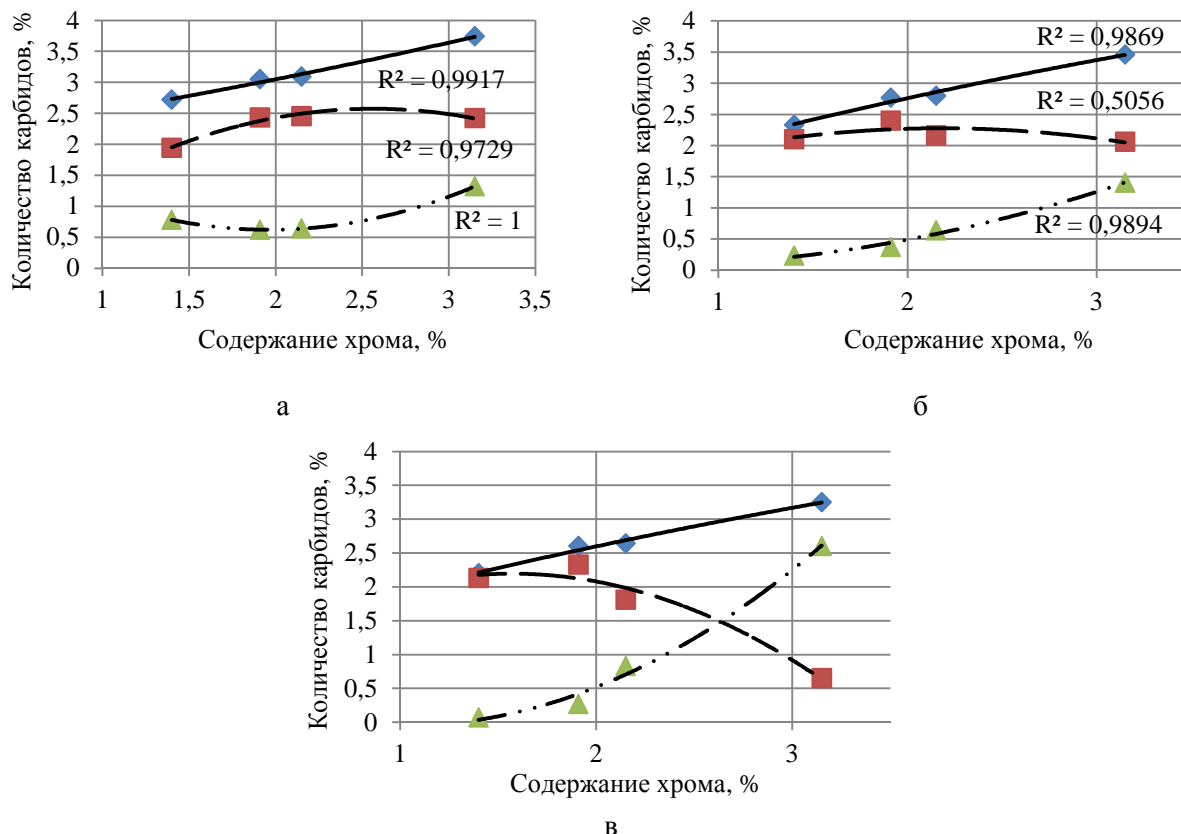 Количество карбидов, %
4
3,5
3
2,5
2
1,5
1
0,5
0
R² = 0,9917
R² = 0,9729
R² = 1
1 1,5 2 2,5 3 3,5
Содержание хрома, %
а
Количество карбидов, %
4
3,5
3
2,5
2
1,5
1
0,5
0
R² = 0,9869
R² = 0,5056
R² = 0,9894
1 2 3
Содержание хрома, %
б
Количество карбидов, %
4
3,5
3
2,5
2
1,5
1
0,5
0
1 2 3
Содержание хрома, %
в